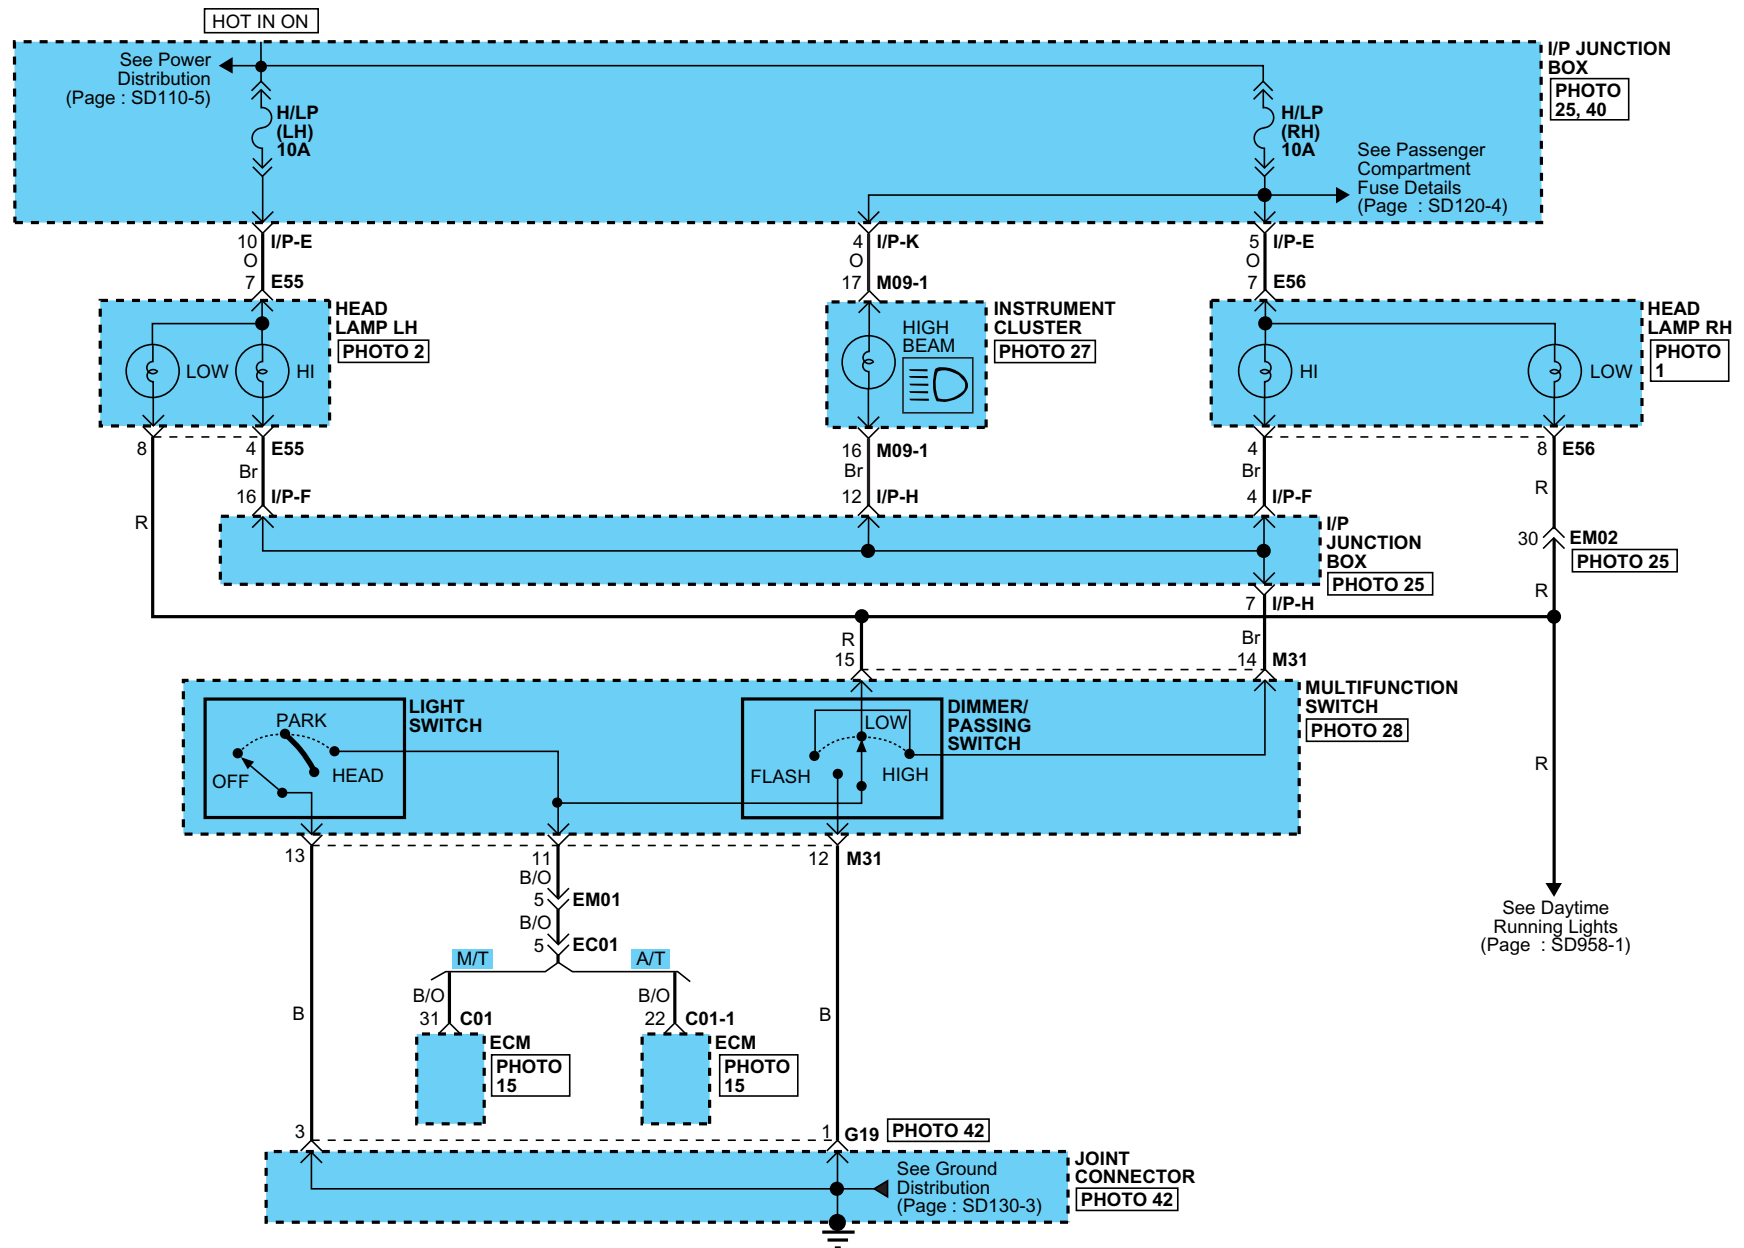 HOT IN ON
See Power
Distribution
(Page : SD110-5)
H/LP
(LH)
10A
H/LP
(RH)
10A
See Passenger
Compartment
Fuse Details
(Page : SD120-4)
I/P JUNCTION
BOX
PHOTO
25, 40
10 I/P-E
O
7 E55
4 I/P-K
O
17 M09-1
5 I/P-E
O
7 E56
HEAD
LAMP LH
PHOTO 2
LOW
HI
INSTRUMENT
CLUSTER
PHOTO 27
HIGH
BEAM
HEAD
LAMP RH
PHOTO
1
HI
LOW
8
4 E55
Br
16 I/P-F
R
16 M09-1
Br
12 I/P-H
4
Br
4 I/P-F
8 E56
R
30 EM02
PHOTO 25
R
I/P
JUNCTION
BOX
PHOTO 25
7 I/P-H
Br
14 M31
R
15
MULTIFUNCTION
SWITCH
PHOTO 28
LIGHT
SWITCH
PARK
OFF
HEAD
DIMMER/
PASSING
SWITCH
LOW
FLASH
HIGH
R
13
11
12 M31
B/O
5 EM01
B/O
5 EC01
M/T
A/T
B/O
31 C01
B/O
22 C01-1
ECM
PHOTO
15
ECM
PHOTO
15
B
B
See Daytime
Running Lights
(Page : SD958-1)
3
1 G19
PHOTO 42
See Ground
Distribution
(Page : SD130-3)
JOINT
CONNECTOR
PHOTO 42